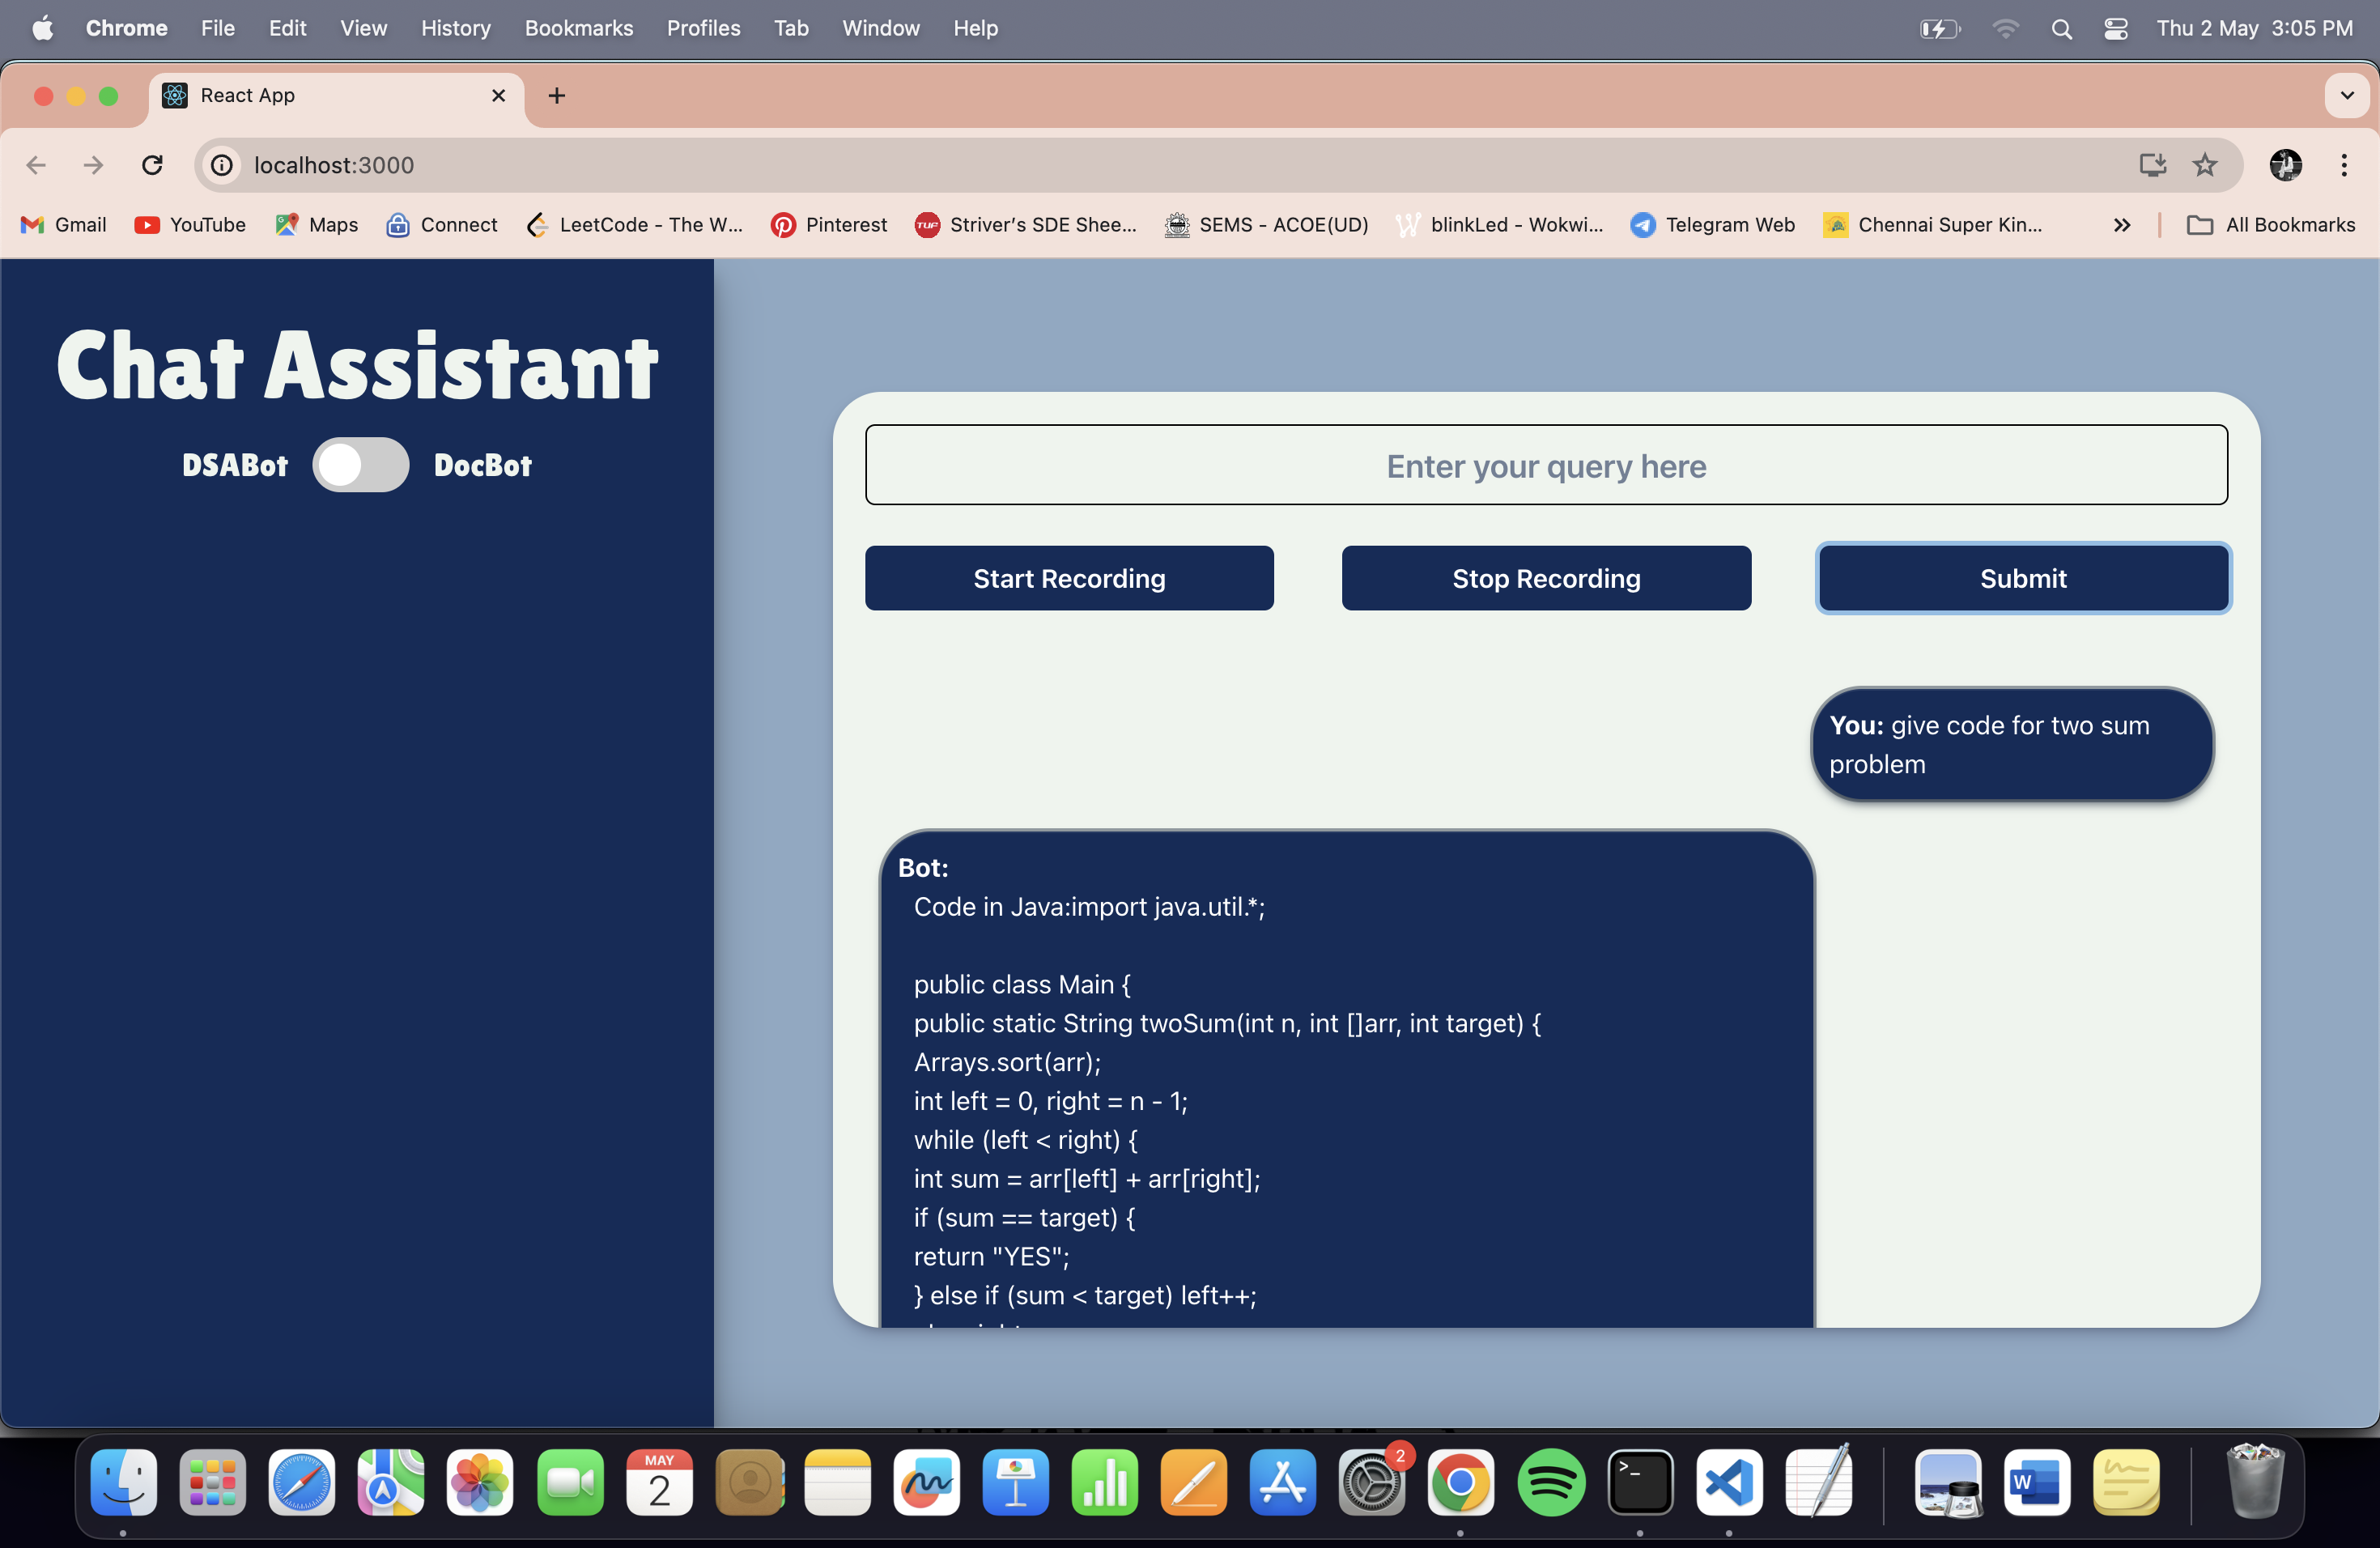 Chrome File Edit View History Bookmarks Profiles Tab Window Help Thu 2 May 3:05 PM
React App
localhost:3000
Gmail YouTube Maps Connect LeetCode - The W... Pinterest Striver's SDE Shee... SEMS - ACOE(UD) blinkLed - Wokwi... Telegram Web Chennai Super Kin... All Bookmarks
Chat Assistant
DSABot DocBot
Enter your query here
Start Recording Stop Recording Submit
You: give code for two sum
problem
Bot:
Code in Java:import java.util.*;
public class Main {
public static String twoSum(int n, int []arr, int target) {
Arrays.sort(arr);
int left = 0, right = n - 1;
while (left < right) {
int sum = arr[left] + arr[right];
if (sum == target) {
return "YES";
} else if (sum < target) left++;
MAY
2
2
W